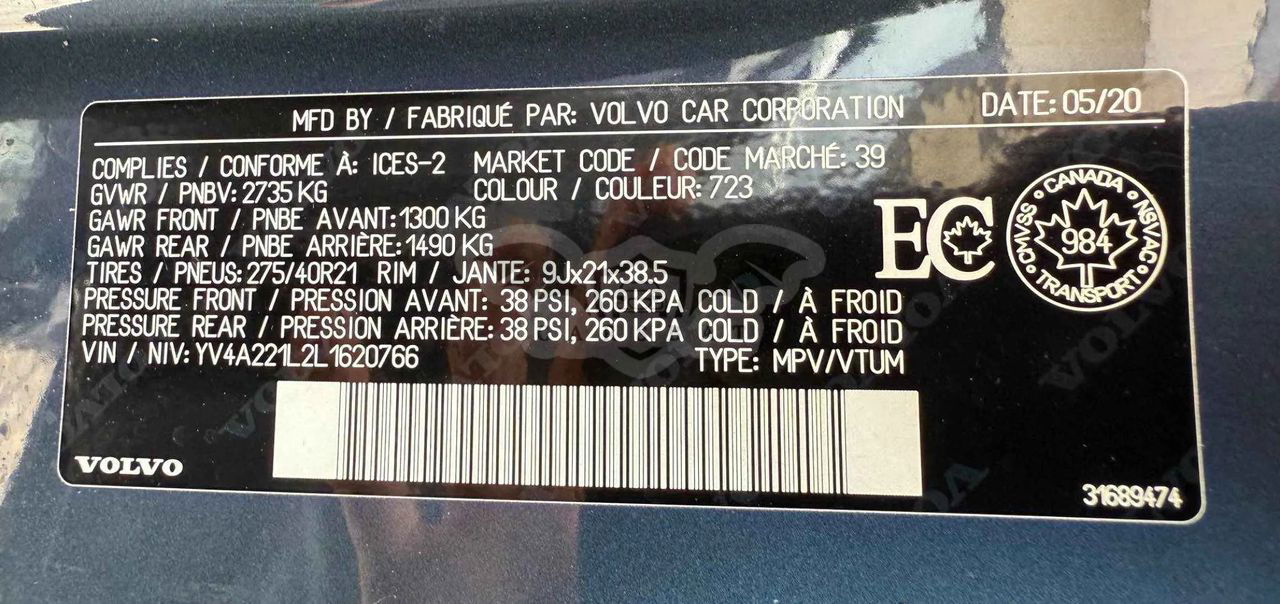 MFD BY / FABRIQUÉ PAR: VOLVO CAR CORPORATION DATE: 05/20
COMPLIES / CONFORME À: ICES-2 MARKET CODE / CODE MARCHÉ: 39
GVWR / PNBV: 2735 KG COLOUR / COULEUR: 723
GAWR FRONT / PNBE AVANT: 1300 KG
GAWR REAR / PNBE ARRIÈRE: 1490 KG
TIRES / PNEUS: 275/40R21 RIM / JANTE: 9Jx21x38.5
PRESSURE FRONT / PRESSION AVANT: 38 PSI, 260 KPA COLD / À FROID
PRESSURE REAR / PRESSION ARRIÈRE: 38 PSI, 260 KPA COLD / À FROID
VIN / NIV: YV4A221L2L1620766 TYPE: MPV/VTUM
EC
CANADA
CMVSS 984 NSVAC
TRANSPORT
VOLVO
31689474